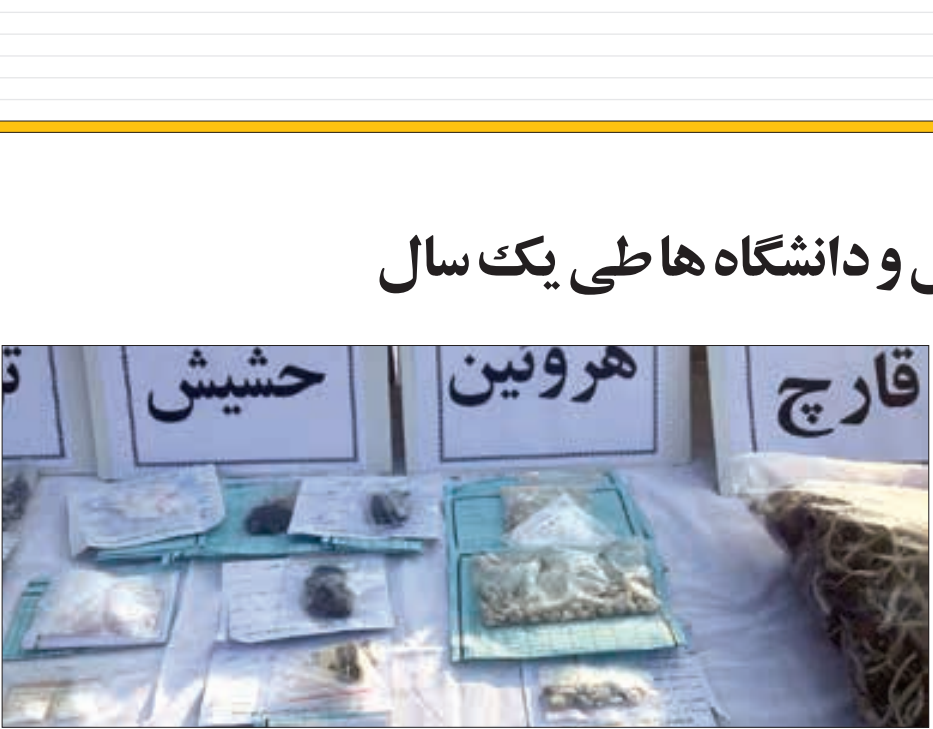 و دانشگاه ها طی یک سال
قارچ
هروئین
حشیش